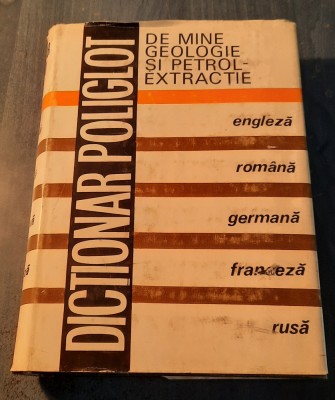 DICTIONAR POLIGLOT
DE MINE
GEOLOGIE
SI PETROL-
EXTRACTIE
engleză
română
germană
franceză
rusă